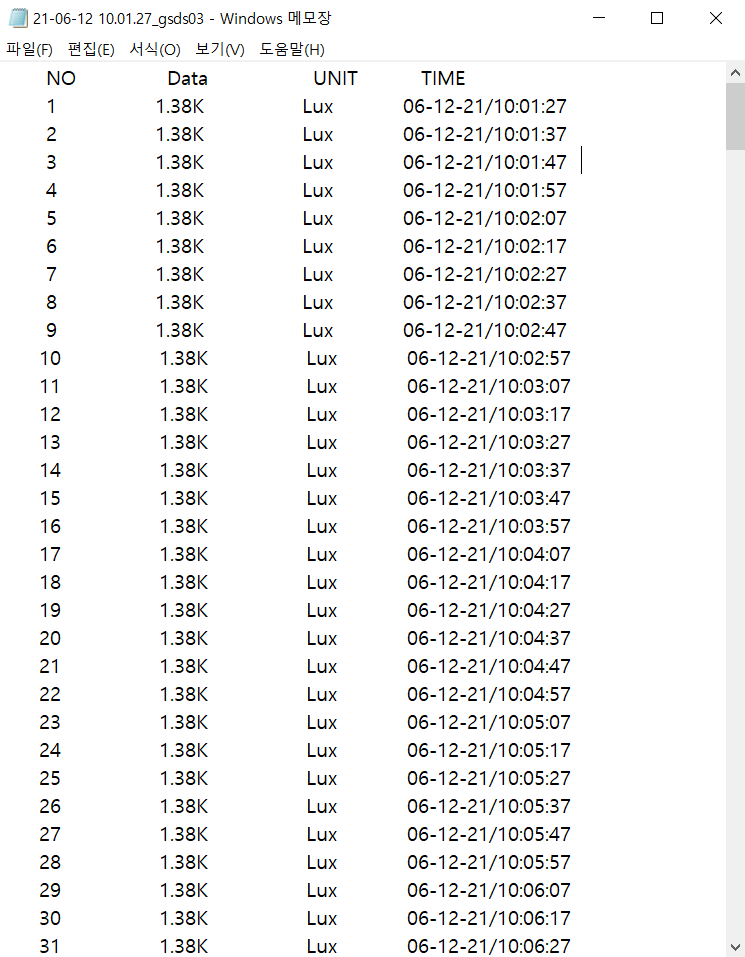 21-06-12 10.01.27_gsds03 - Windows 메모장
파일(F) 편집(E) 서식(O) 보기(V) 도움말(H)
NO Data UNIT TIME
1 1.38K Lux 06-12-21/10:01:27
2 1.38K Lux 06-12-21/10:01:37
3 1.38K Lux 06-12-21/10:01:47
4 1.38K Lux 06-12-21/10:01:57
5 1.38K Lux 06-12-21/10:02:07
6 1.38K Lux 06-12-21/10:02:17
7 1.38K Lux 06-12-21/10:02:27
8 1.38K Lux 06-12-21/10:02:37
9 1.38K Lux 06-12-21/10:02:47
10 1.38K Lux 06-12-21/10:02:57
11 1.38K Lux 06-12-21/10:03:07
12 1.38K Lux 06-12-21/10:03:17
13 1.38K Lux 06-12-21/10:03:27
14 1.38K Lux 06-12-21/10:03:37
15 1.38K Lux 06-12-21/10:03:47
16 1.38K Lux 06-12-21/10:03:57
17 1.38K Lux 06-12-21/10:04:07
18 1.38K Lux 06-12-21/10:04:17
19 1.38K Lux 06-12-21/10:04:27
20 1.38K Lux 06-12-21/10:04:37
21 1.38K Lux 06-12-21/10:04:47
22 1.38K Lux 06-12-21/10:04:57
23 1.38K Lux 06-12-21/10:05:07
24 1.38K Lux 06-12-21/10:05:17
25 1.38K Lux 06-12-21/10:05:27
26 1.38K Lux 06-12-21/10:05:37
27 1.38K Lux 06-12-21/10:05:47
28 1.38K Lux 06-12-21/10:05:57
29 1.38K Lux 06-12-21/10:06:07
30 1.38K Lux 06-12-21/10:06:17
31 1.38K Lux 06-12-21/10:06:27